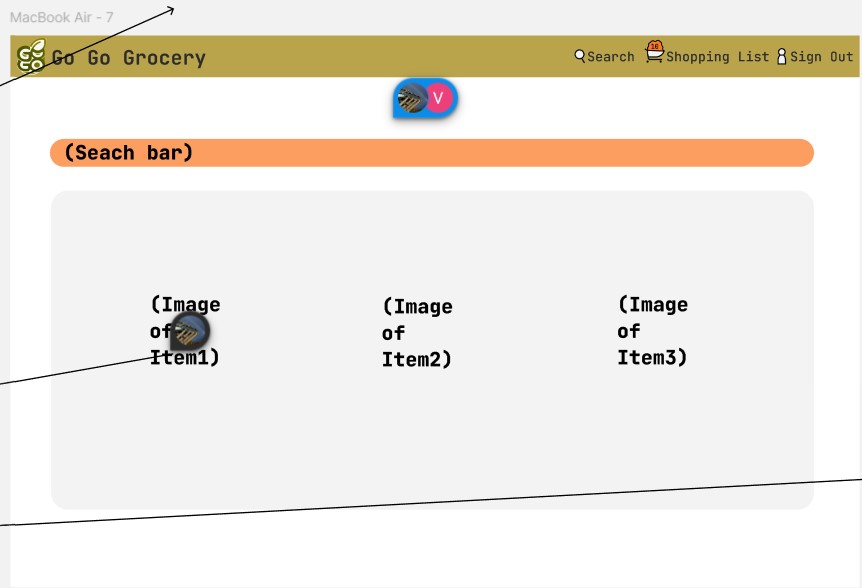 MacBook Air - 7
GO
GO
Go Go Grocery
Search
16
Shopping List
Sign Out
V
(Seach bar)
(Image
of
Item1)
(Image
of
Item2)
(Image
of
Item3)